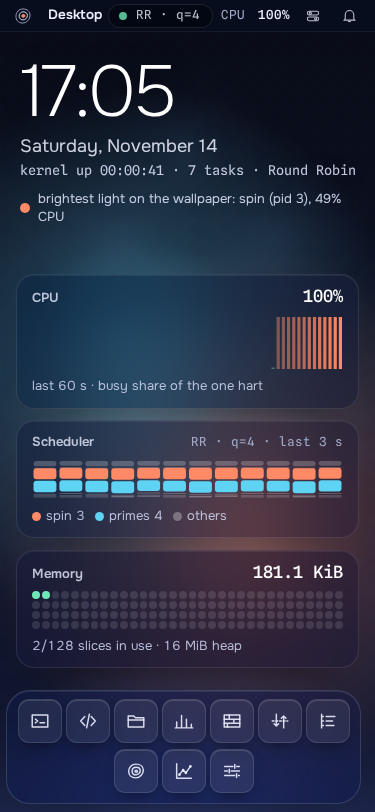 Desktop RR · q=4 CPU 100%
17:05
Saturday, November 14
kernel up 00:00:41 · 7 tasks · Round Robin
brightest light on the wallpaper: spin (pid 3), 49%
CPU
CPU 100%
last 60 s · busy share of the one hart
Scheduler RR · q=4 · last 3 s
spin 3 primes 4 others
Memory 181.1 KiB
2/128 slices in use · 16 MiB heap